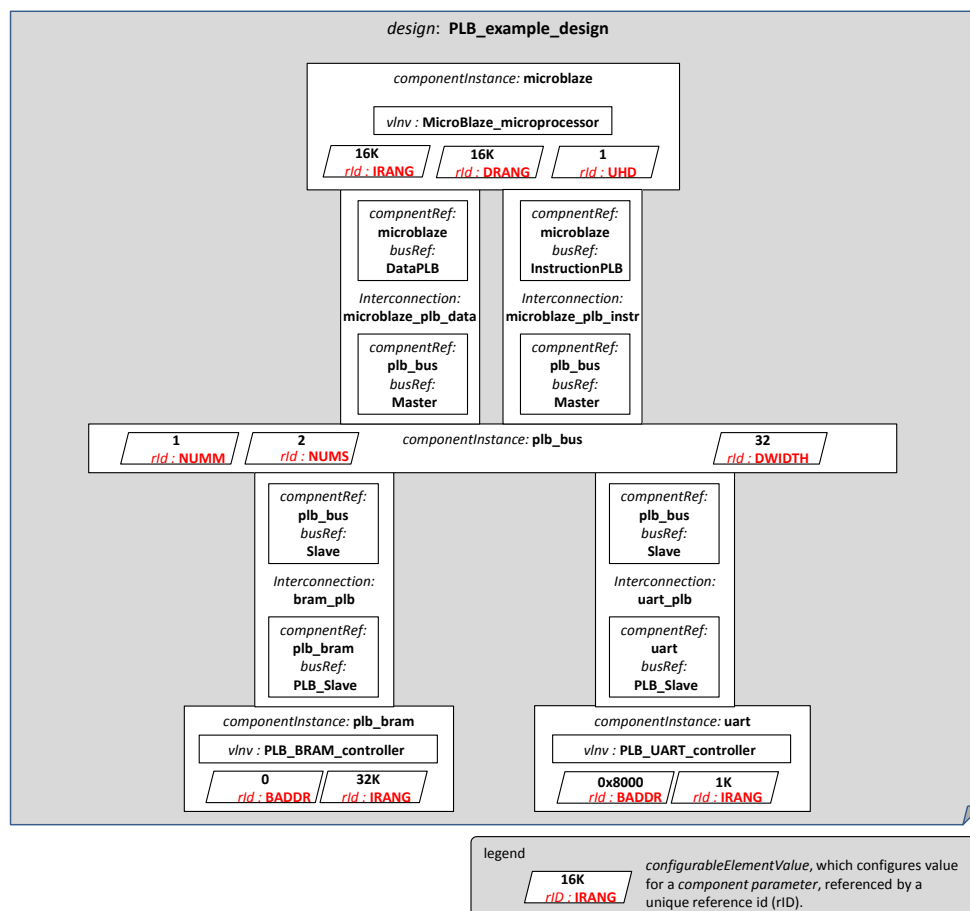 design: PLB_example_design
componentInstance: microblaze
vlnv : MicroBlaze_microprocessor
16K
rId : IRANG
16K
rId : DRANG
1
rId : UHD
compnentRef:
microblaze
busRef:
DataPLB
Interconnection:
microblaze_plb_data
compnentRef:
plb_bus
busRef:
Master
compnentRef:
microblaze
busRef:
InstructionPLB
Interconnection:
microblaze_plb_instr
compnentRef:
plb_bus
busRef:
Master
1
rId : NUMM
2
rId : NUMS
componentInstance: plb_bus
32
rId : DWIDTH
compnentRef:
plb_bus
busRef:
Slave
Interconnection:
bram_plb
compnentRef:
plb_bram
busRef:
PLB_Slave
compnentRef:
plb_bus
busRef:
Slave
Interconnection:
uart_plb
compnentRef:
uart
busRef:
PLB_Slave
componentInstance: plb_bram
vlnv : PLB_BRAM_controller
0
rId : BADDR
32K
rId : IRANG
componentInstance: uart
vlnv : PLB_UART_controller
0x8000
rId : BADDR
1K
rId : IRANG
legend
16K
rID : IRANG
configurableElementValue, which configures value
for a component parameter, referenced by a
unique reference id (rID).